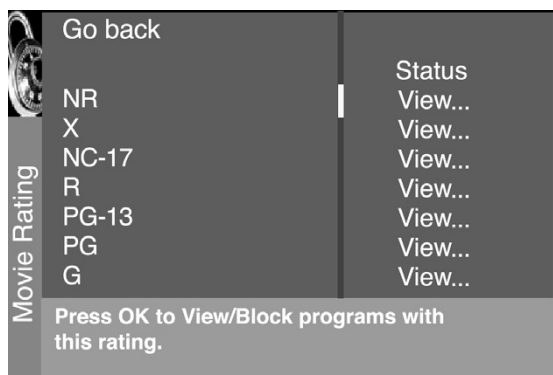 Go back
Status
NR View...
X View...
NC-17 View...
R View...
PG-13 View...
PG View...
G View...
Movie Rating
Press OK to View/Block programs with
this rating.